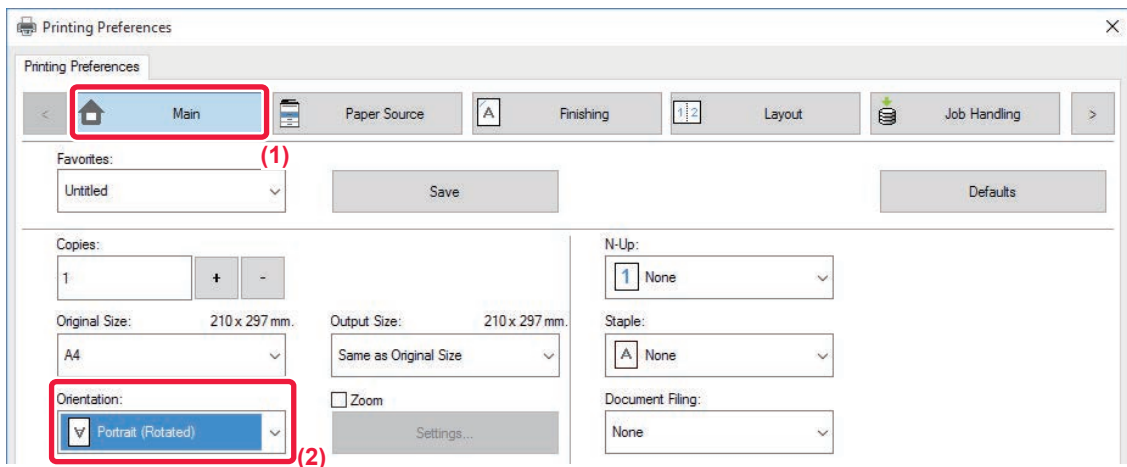 Printing Preferences
Printing Preferences
< Main Paper Source A Finishing 1 2 Layout Job Handling >
(1)
Favorites:
Untitled Save Defaults
Copies: N-Up:
1 + - 1 None
Original Size: 210 x 297 mm. Output Size: 210 x 297 mm. Staple:
A4 Same as Original Size A None
Orientation: Zoom Document Filing:
A Portrait (Rotated) Settings... None
(2)